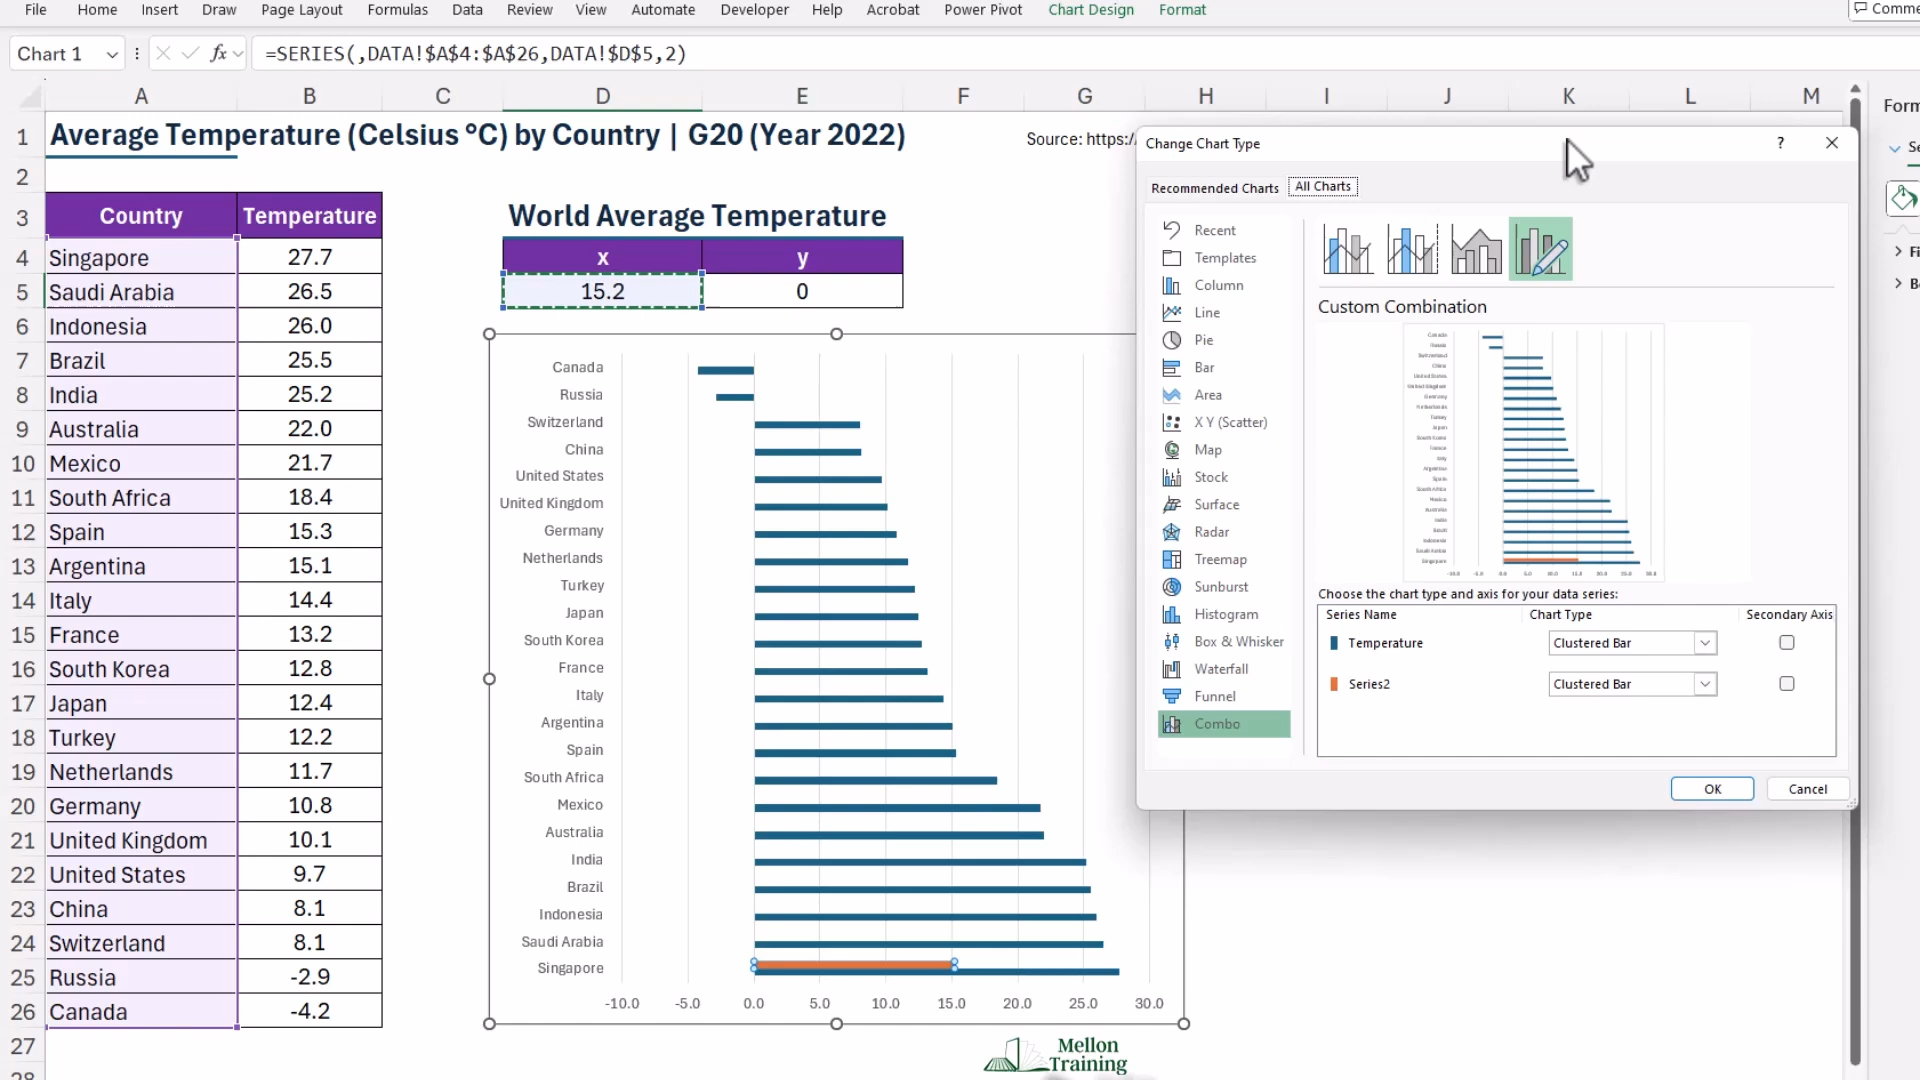 File Home Insert Draw Page Layout Formulas Data Review View Automate Developer Help Acrobat Power Pivot Chart Design Format
Chart 1 fx =SERIES(,DATA!$A$4:$A$26,DATA!$D$5,2)
A B C D E F G H I J K L M
1 Average Temperature (Celsius °C) by Country | G20 (Year 2022) Source: https:/
2
3 Country Temperature World Average Temperature
4 Singapore 27.7 x y
5 Saudi Arabia 26.5 15.2 0
6 Indonesia 26.0
7 Brazil 25.5
8 India 25.2
9 Australia 22.0
10 Mexico 21.7
11 South Africa 18.4
12 Spain 15.3
13 Argentina 15.1
14 Italy 14.4
15 France 13.2
16 South Korea 12.8
17 Japan 12.4
18 Turkey 12.2
19 Netherlands 11.7
20 Germany 10.8
21 United Kingdom 10.1
22 United States 9.7
23 China 8.1
24 Switzerland 8.1
25 Russia -2.9
26 Canada -4.2
27
Canada
Russia
Switzerland
China
United States
United Kingdom
Germany
Netherlands
Turkey
Japan
South Korea
France
Italy
Argentina
Spain
South Africa
Mexico
Australia
India
Brazil
Indonesia
Saudi Arabia
Singapore
-10.0 -5.0 0.0 5.0 10.0 15.0 20.0 25.0 30.0
Mellon
Training
Change Chart Type ?
Recommended Charts All Charts
Recent
Templates
Column
Line
Pie
Bar
Area
X Y (Scatter)
Map
Stock
Surface
Radar
Treemap
Sunburst
Histogram
Box & Whisker
Waterfall
Funnel
Combo
Custom Combination
Choose the chart type and axis for your data series:
Series Name Chart Type Secondary Axis
Temperature Clustered Bar
Series2 Clustered Bar
OK Cancel